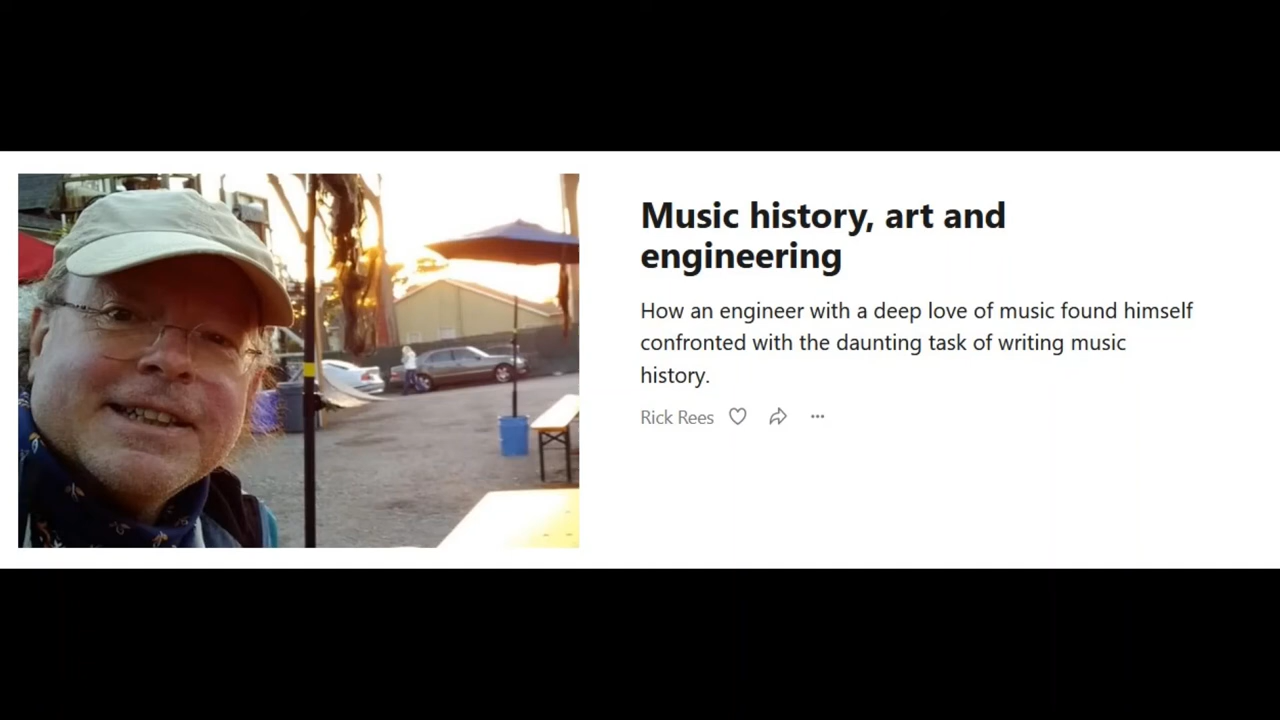 Music history, art and
engineering
How an engineer with a deep love of music found himself
confronted with the daunting task of writing music
history.
Rick Rees